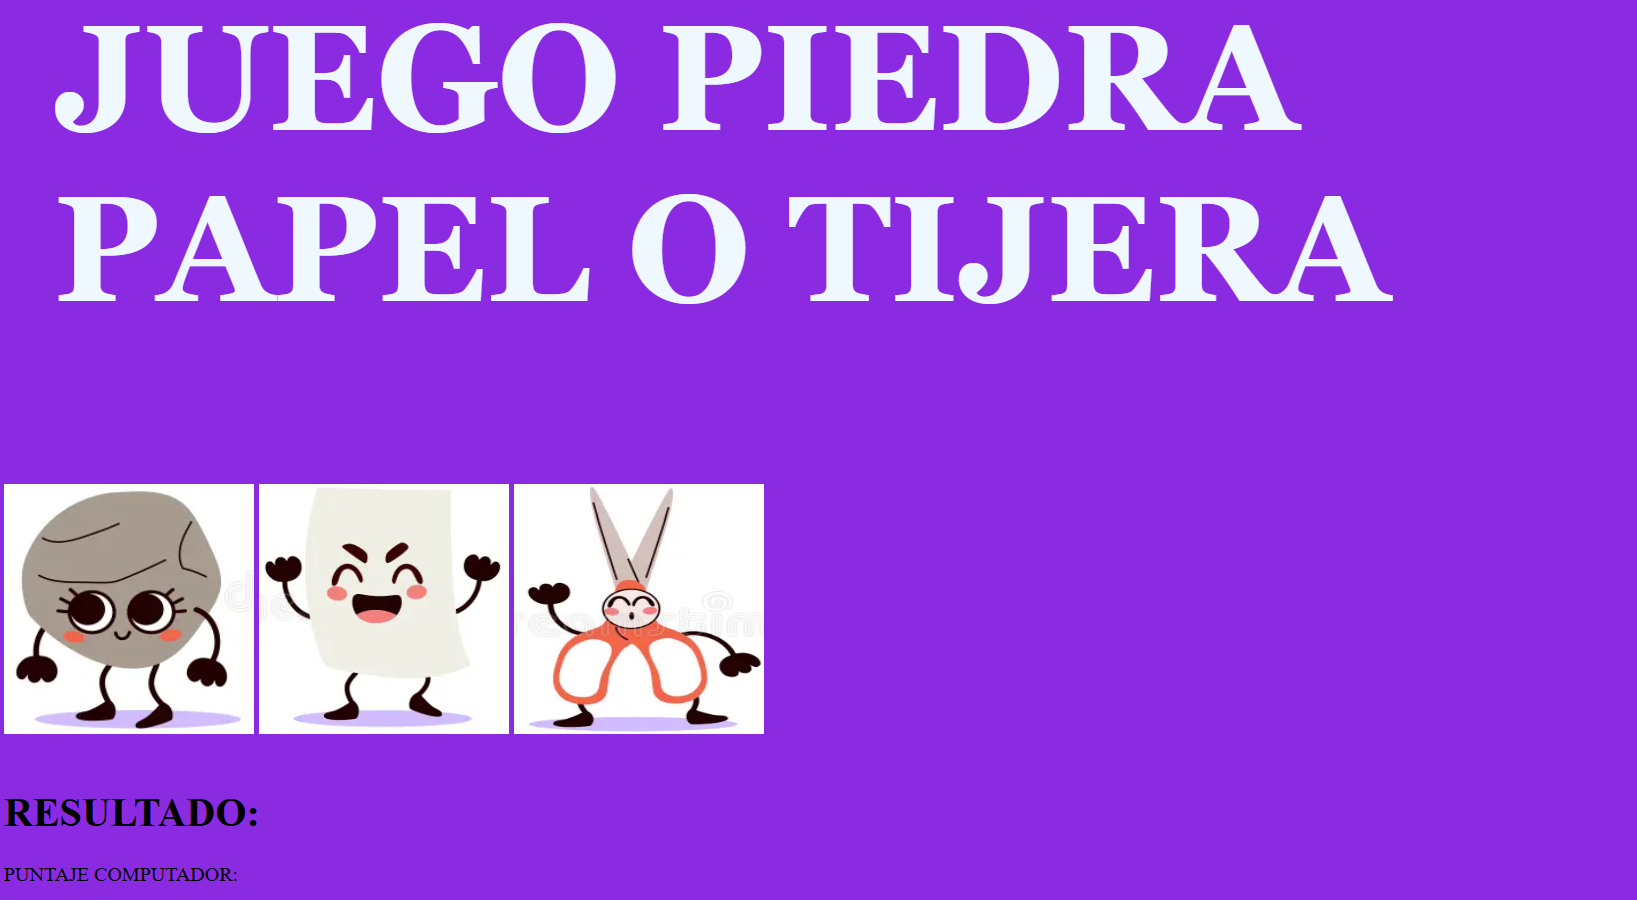 JUEGO PIEDRA
PAPEL O TIJERA
RESULTADO:
PUNTAJE COMPUTADOR: